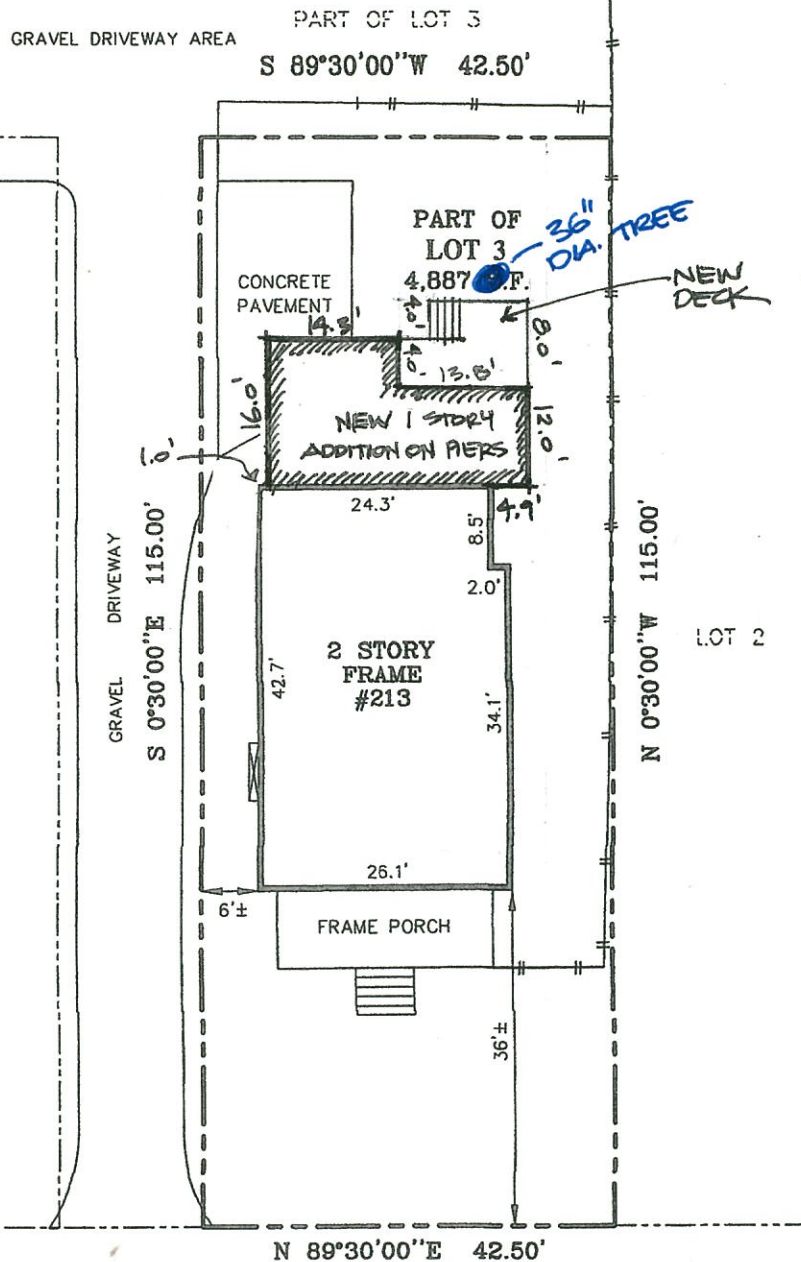 PART OF LOT 3
GRAVEL DRIVEWAY AREA
S 89°30'00"W 42.50'
PART OF
LOT 3
4,887 .F.
36"
DIA. TREE
NEW
DECK
CONCRETE
PAVEMENT
14.3'
4.0'
8.0'
4.0'
13.8'
16.0'
NEW 1 STORY
ADDITION ON PIERS
12.0'
1.0'
24.3'
4.9'
8.5'
2.0'
GRAVEL DRIVEWAY
S 0°30'00"E 115.00'
42.7'
2 STORY
FRAME
#213
34.1'
N 0°30'00"W 115.00'
LOT 2
26.1'
6'±
FRAME PORCH
36'±
N 89°30'00"E 42.50'